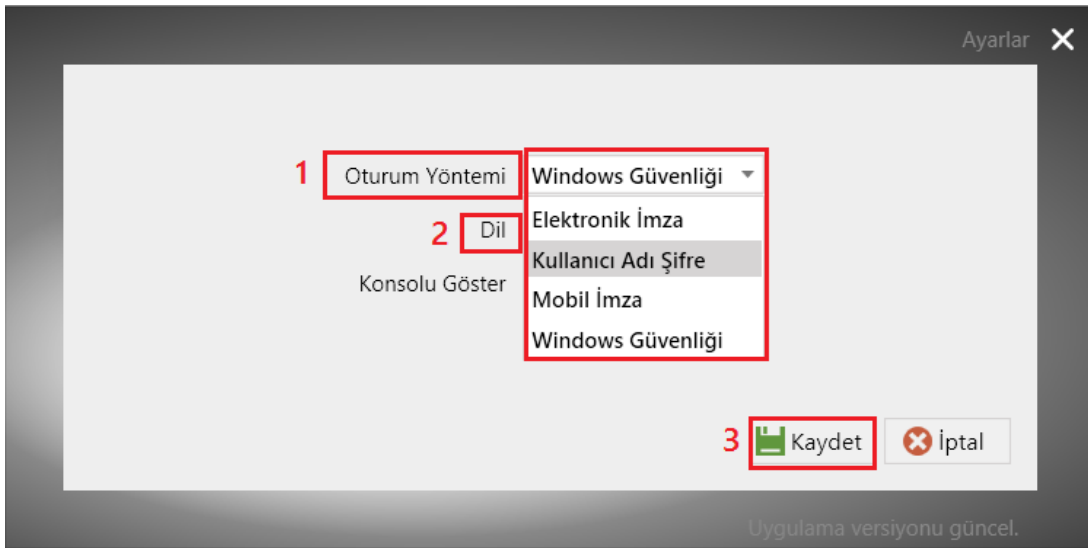 Ayarlar
1 Oturum Yöntemi Windows Güvenliği
Elektronik İmza
2 Dil
Kullanıcı Adı Şifre
Konsolu Göster
Mobil İmza
Windows Güvenliği
3 Kaydet İptal
Uygulama versiyonu güncel.